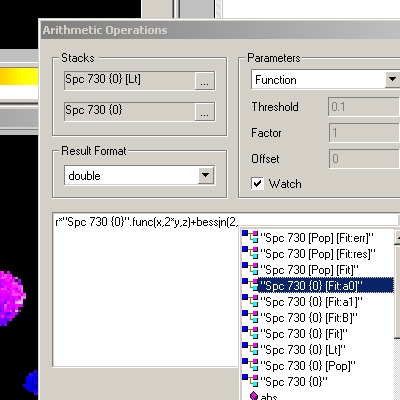 Arithmetic Operations
Stacks
Spc 730 {0} [Lt]
...
Spc 730 {0}
...
Result Format
double
Parameters
Function
Threshold 0.1
Factor 1
Offset 0
Watch
r*"Spc 730 {0}".func(x,2*y,z)+bessjn(2,
"Spc 730 [Pop] [Fit:err]"
"Spc 730 [Pop] [Fit:res]"
"Spc 730 [Pop] [Fit]"
"Spc 730 {0} [Fit:a0]"
"Spc 730 {0} [Fit:a1]"
"Spc 730 {0} [Fit:B]"
"Spc 730 {0} [Fit]"
"Spc 730 {0} [Lt]"
"Spc 730 {0} [Pop]"
"Spc 730 {0}"
abs